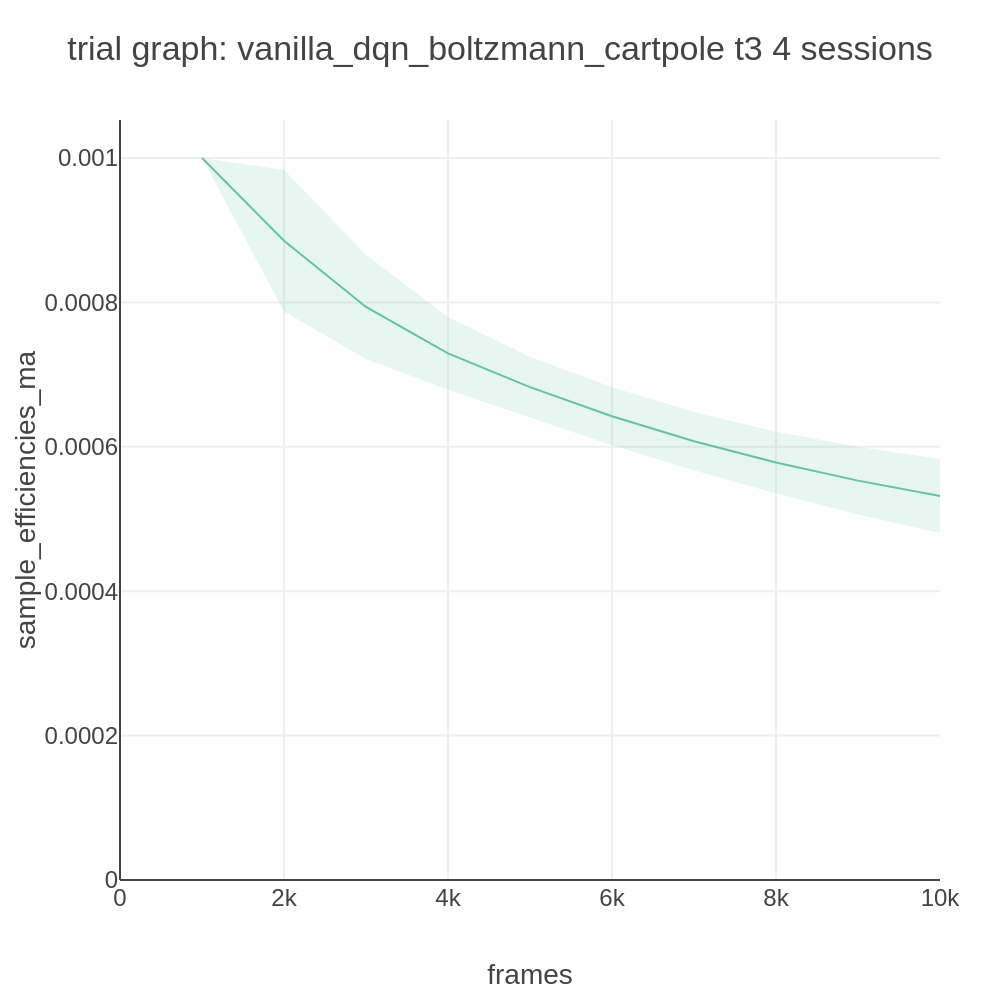 trial graph: vanilla_dqn_boltzmann_cartpole t3 4 sessions
sample_efficiencies_ma
0.001
0.0008
0.0006
0.0004
0.0002
0
0
2k
4k
6k
8k
10k
frames